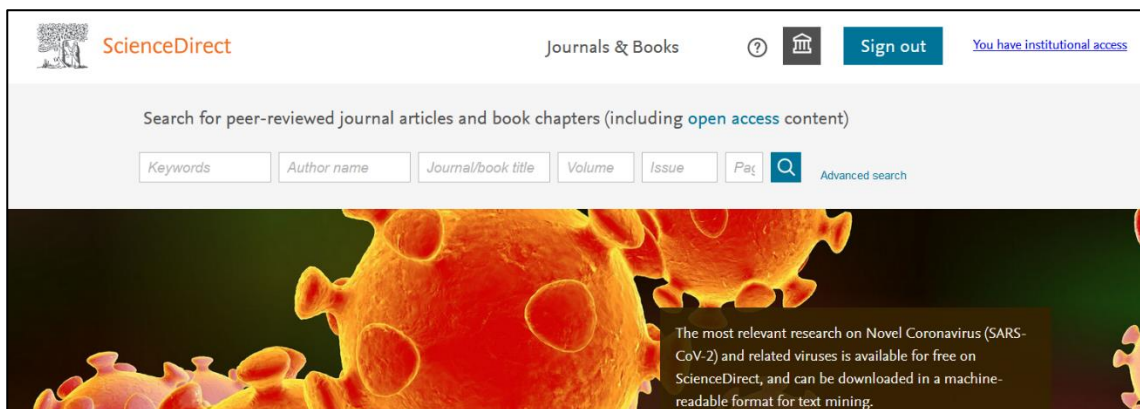 ScienceDirect
Journals & Books
Sign out
You have institutional access
Search for peer-reviewed journal articles and book chapters (including open access content)
Keywords
Author name
Journal/book title
Volume
Issue
Advanced search
The most relevant research on Novel Coronavirus (SARS-
CoV-2) and related viruses is available for free on
ScienceDirect, and can be downloaded in a machine-
readable format for text mining.